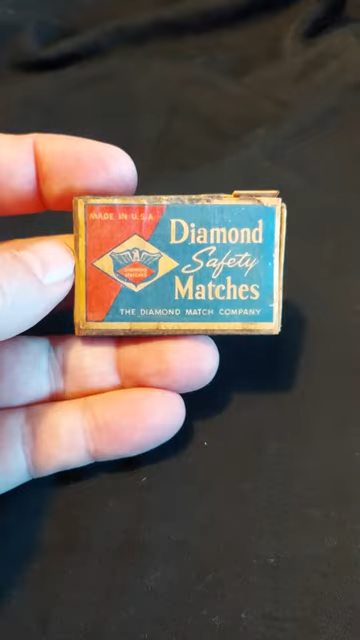 MADE IN U.S.A.
Diamond
Safety
Matches
THE DIAMOND MATCH COMPANY